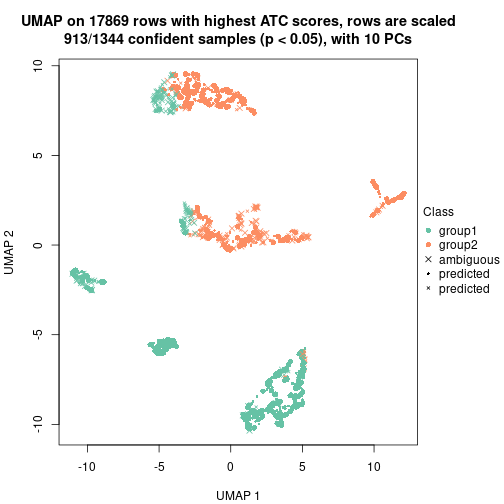 UMAP on 17869 rows with highest ATC scores, rows are scaled
913/1344 confident samples (p < 0.05), with 10 PCs
10
5
0
-5
-10
UMAP 2
-10
-5
0
5
10
UMAP 1
Class
group1
group2
ambiguous
predicted
predicted